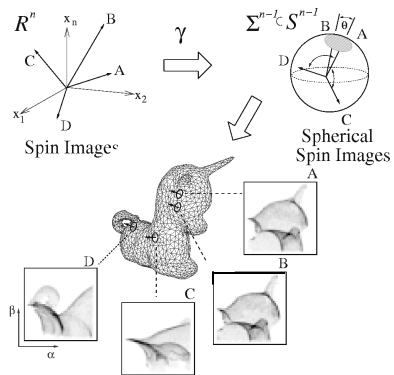 R^n
x_n
B
C
A
x_1
x_2
D
Spin Images
γ
Σ^{n-1} ⊂ S^{n-1}
B
θ
A
D
C
Spherical
Spin Images
A
D
B
C
β
α